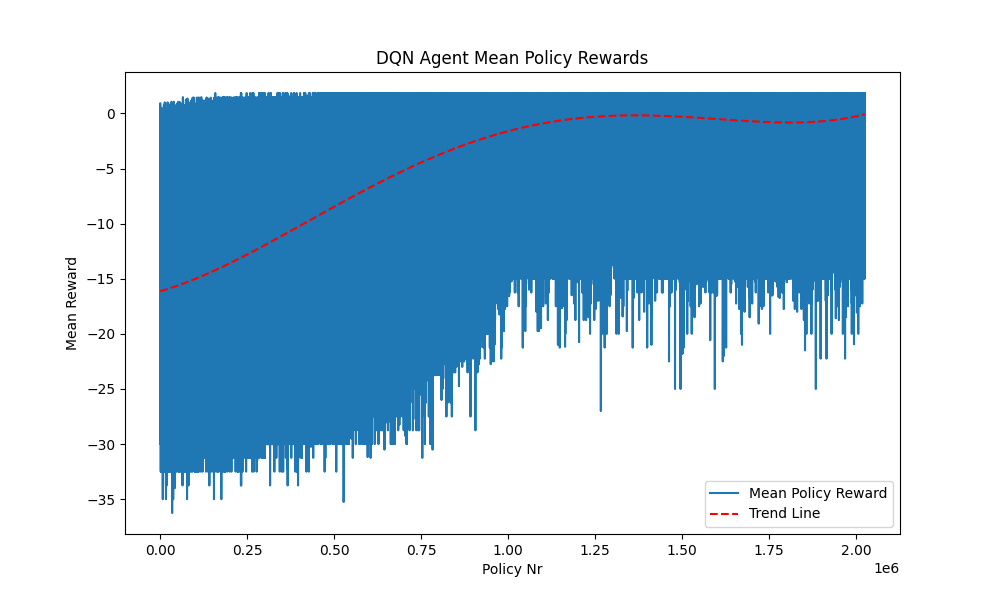 DQN Agent Mean Policy Rewards
Mean Reward
0
−5
−10
−15
−20
−25
−30
−35
Mean Policy Reward
Trend Line
0.00 0.25 0.50 0.75 1.00 1.25 1.50 1.75 2.00
1e6
Policy Nr